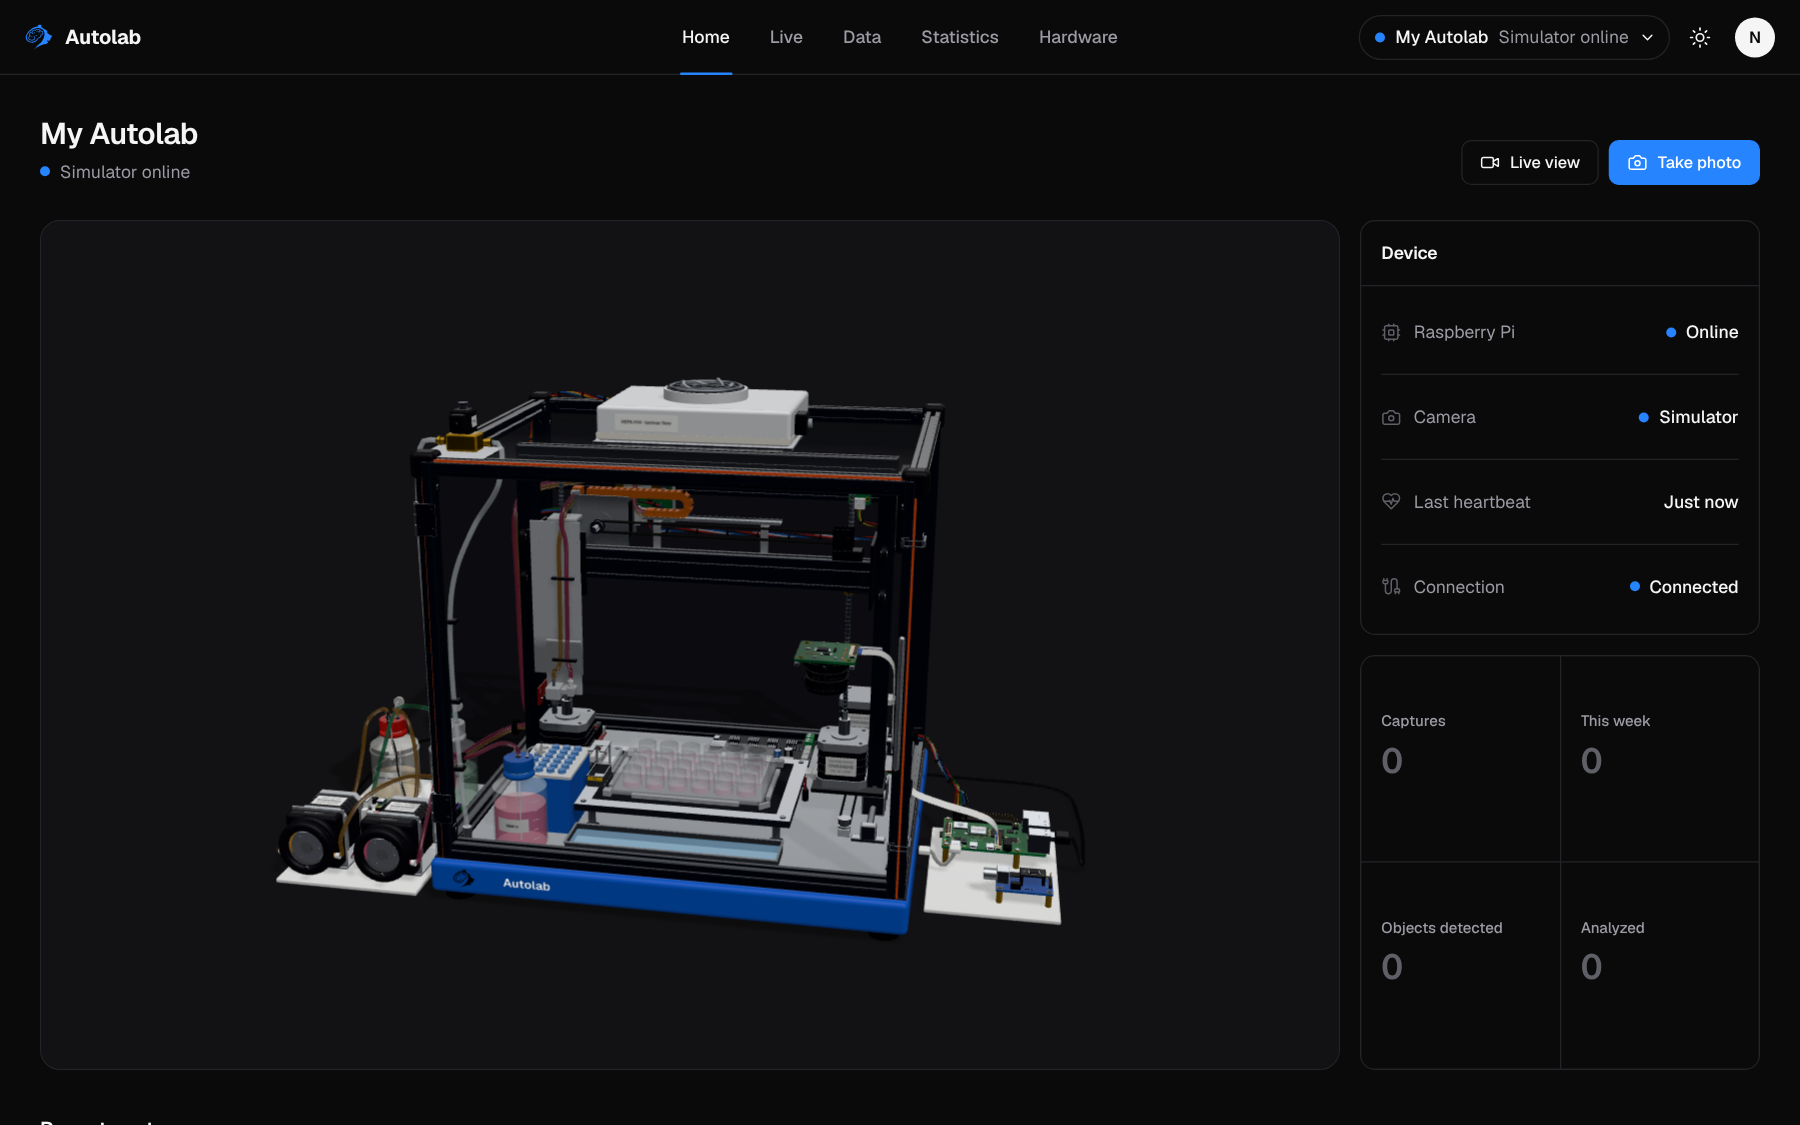 Autolab
Home
Live
Data
Statistics
Hardware
My Autolab Simulator online
N
My Autolab
Simulator online
Live view
Take photo
Autolab
Device
Raspberry Pi
Online
Camera
Simulator
Last heartbeat
Just now
Connection
Connected
Captures
0
This week
0
Objects detected
0
Analyzed
0